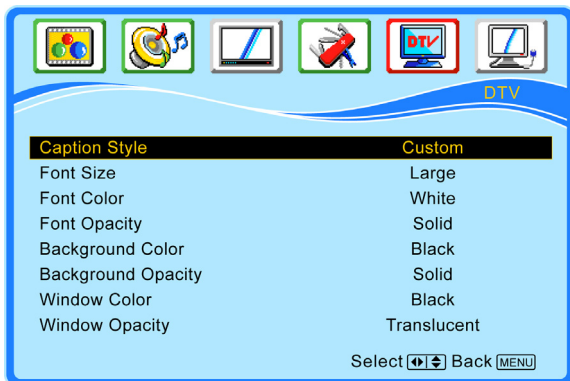 DTV
DTV
Caption Style Custom
Font Size Large
Font Color White
Font Opacity Solid
Background Color Black
Background Opacity Solid
Window Color Black
Window Opacity Translucent
Select Back MENU